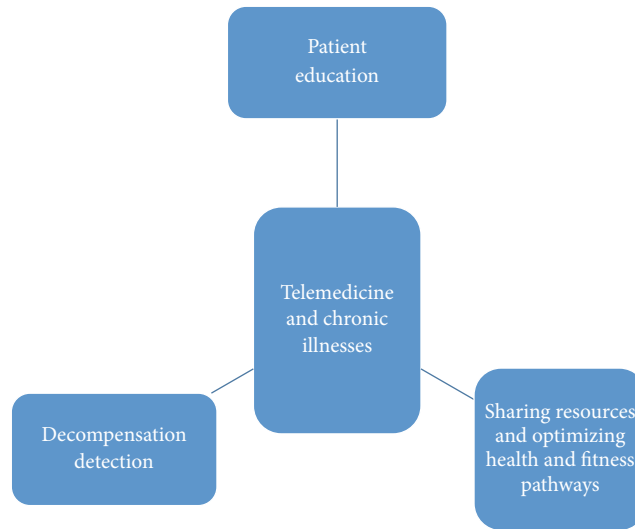 Patient
education
Telemedicine
and chronic
illnesses
Decompensation
detection
Sharing resources
and optimizing
health and fitness
pathways